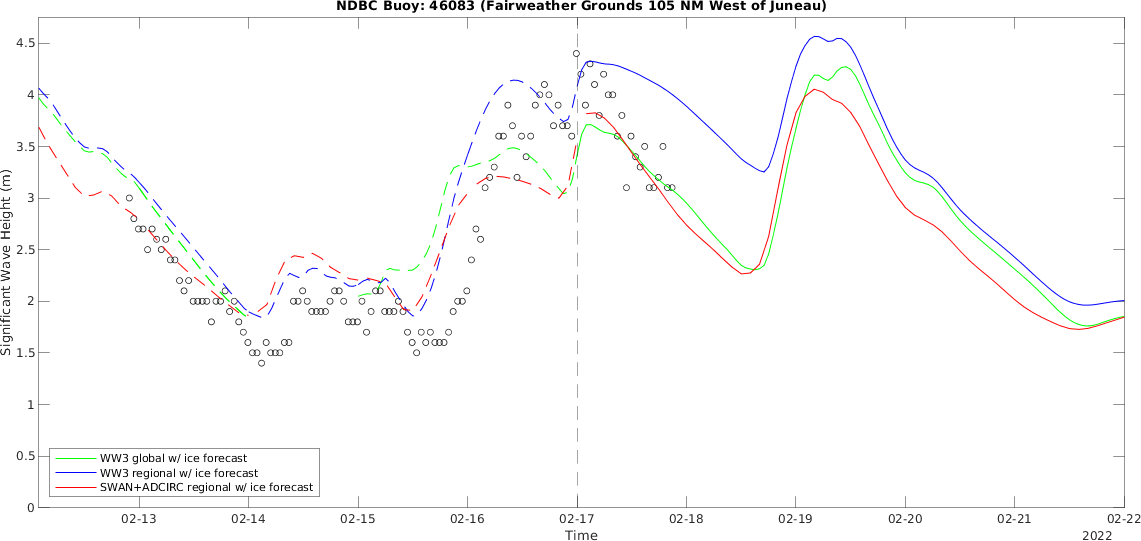 NDBC Buoy: 46083 (Fairweather Grounds 105 NM West of Juneau)
4.5
4
3.5
3
2.5
2
1.5
1
0.5
0
Significant Wave Height (m)
WW3 global w/ ice forecast
WW3 regional w/ ice forecast
SWAN+ADCIRC regional w/ ice forecast
02-13 02-14 02-15 02-16 02-17 02-18 02-19 02-20 02-21 02-22
Time
2022